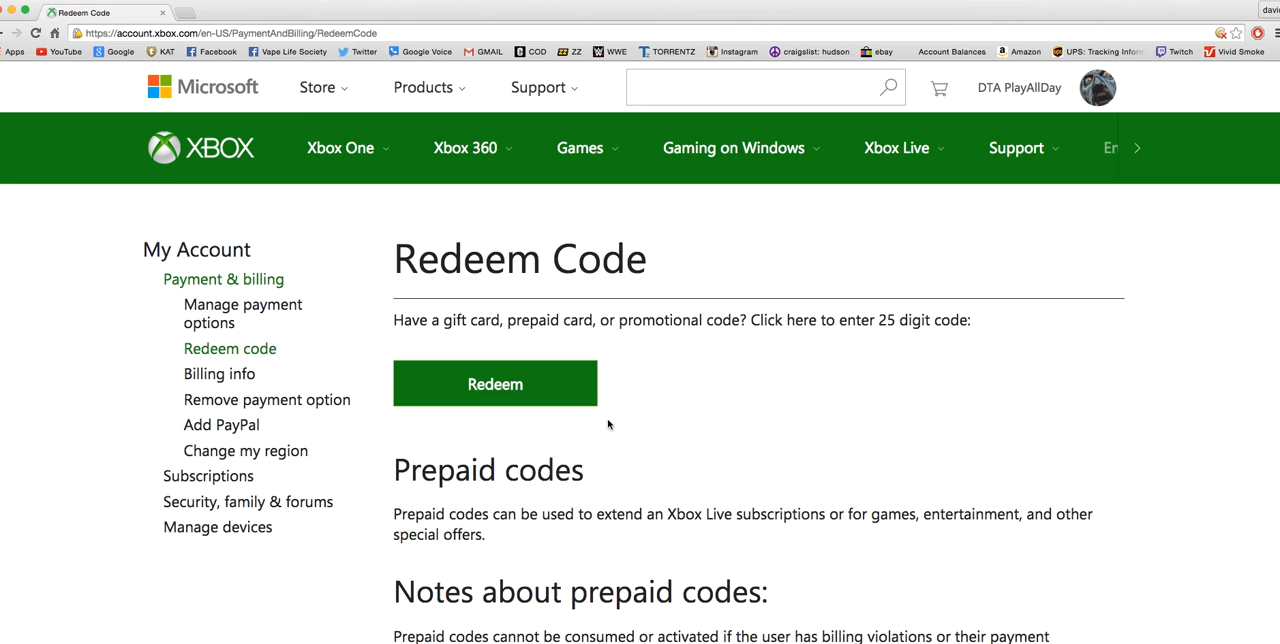 Redeem Code
https://account.xbox.com/en-US/PaymentAndBilling/RedeemCode
Apps YouTube Google KAT Facebook Vape Life Society Twitter Google Voice GMAIL COD ZZ WWE TORRENTZ Instagram craigslist: hudson ebay Account Balances Amazon UPS: Tracking Inform Twitch Vivid Smoke
Microsoft Store Products Support DTA PlayAllDay
XBOX Xbox One Xbox 360 Games Gaming on Windows Xbox Live Support
My Account
Payment & billing
Manage payment
options
Redeem code
Billing info
Remove payment option
Add PayPal
Change my region
Subscriptions
Security, family & forums
Manage devices
Redeem Code
Have a gift card, prepaid card, or promotional code? Click here to enter 25 digit code:
Redeem
Prepaid codes
Prepaid codes can be used to extend an Xbox Live subscriptions or for games, entertainment, and other
special offers.
Notes about prepaid codes:
Prepaid codes cannot be consumed or activated if the user has billing violations or their payment